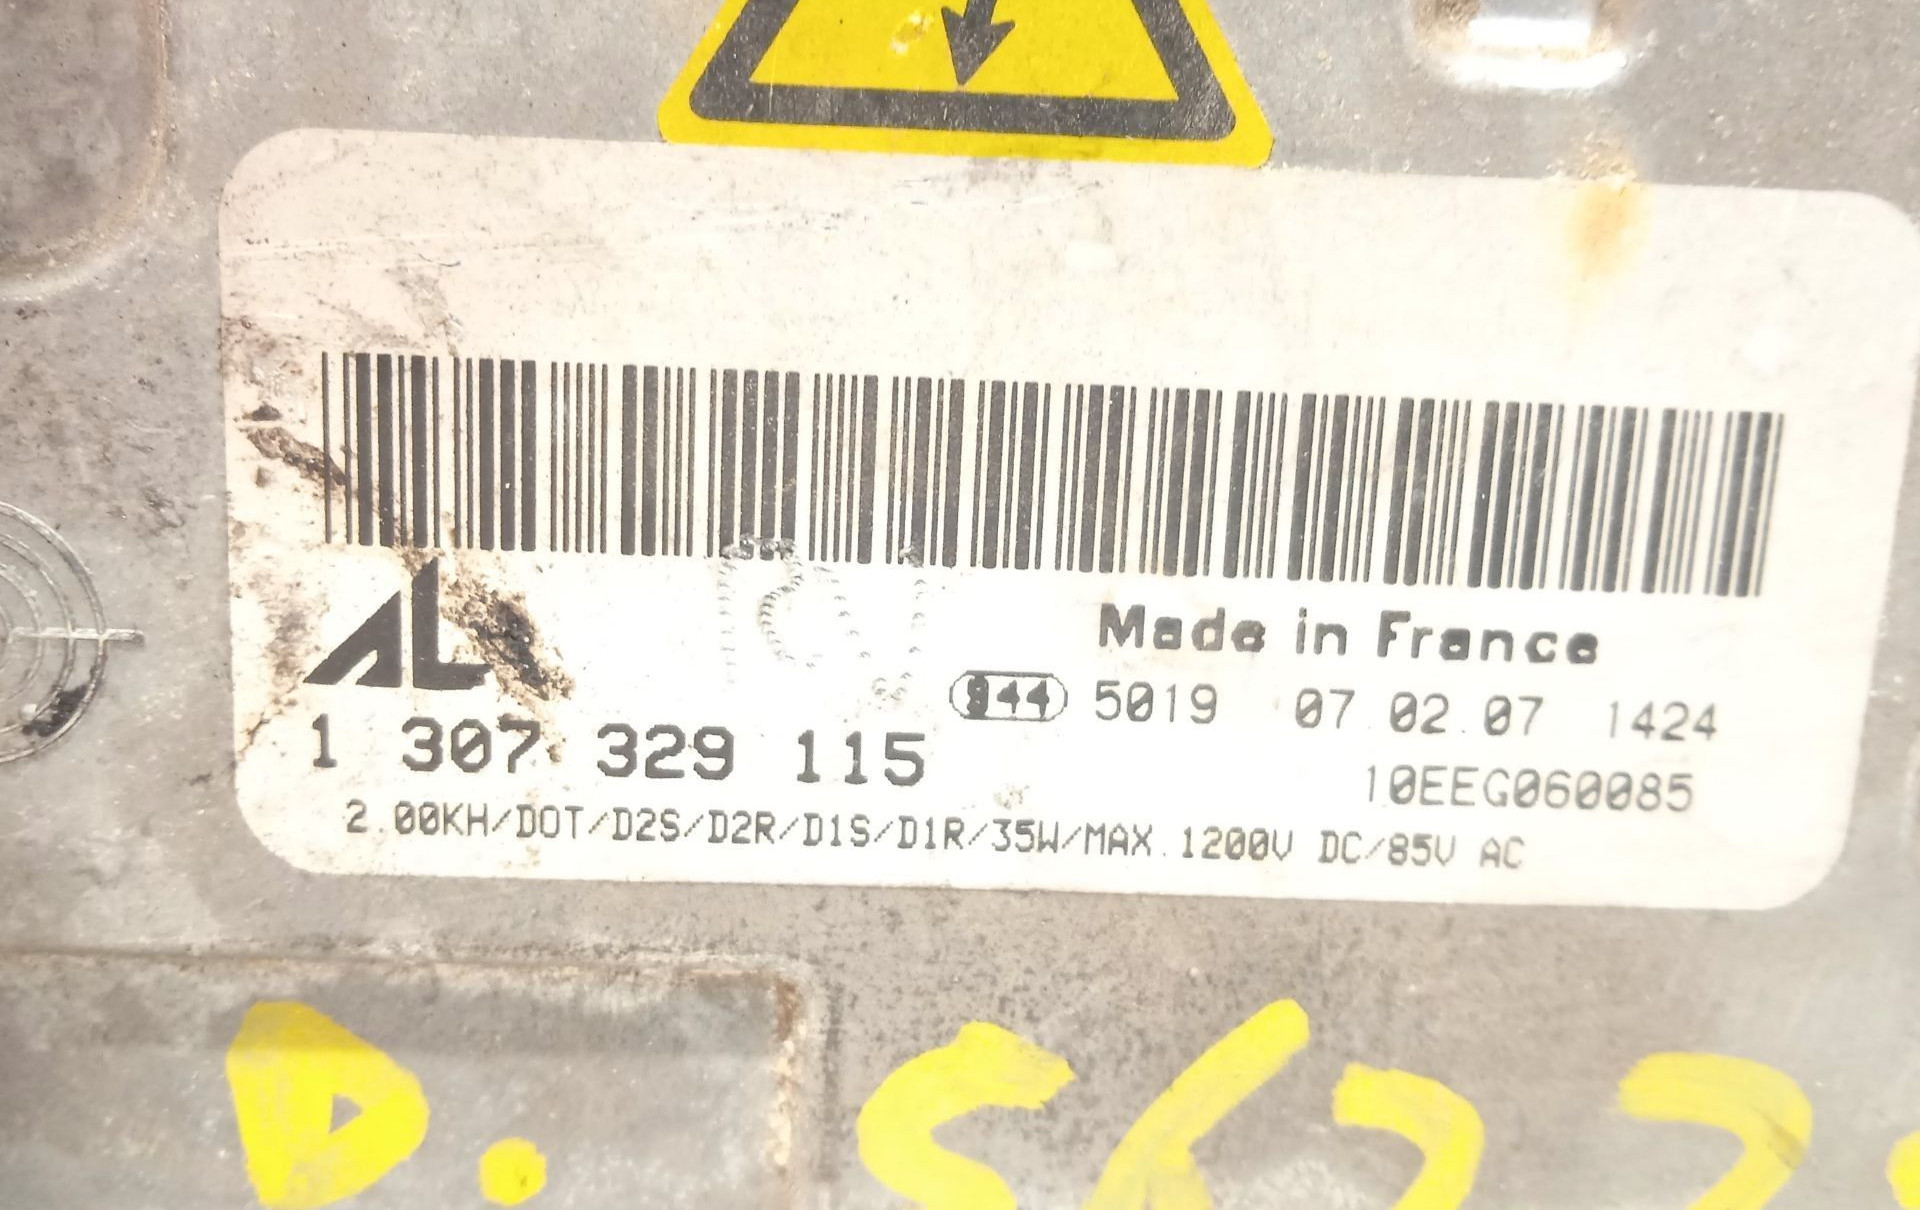 AL
Made in France
944 5019 07.02.07 1424
1 307 329 115
10EEG060085
2.00KH/DOT/D2S/D2R/D1S/D1R/35W/MAX.1200V DC/85V AC
D.